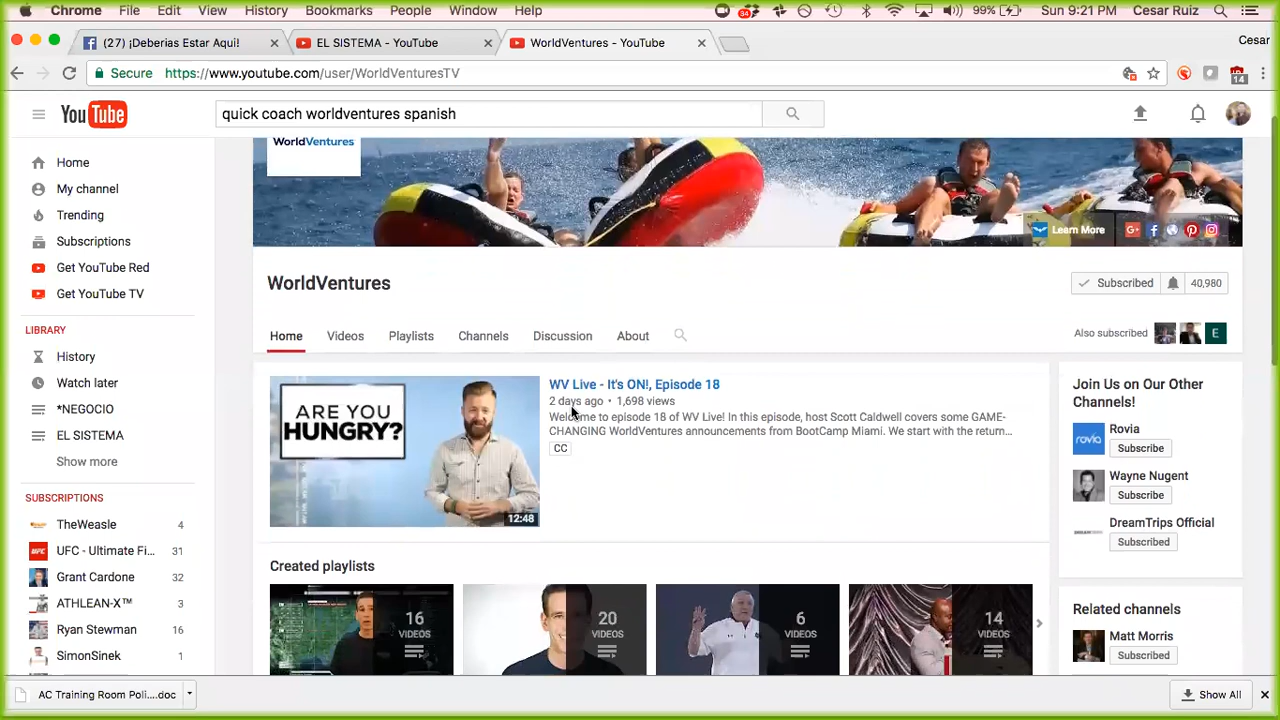 Chrome File Edit View History Bookmarks People Window Help 34 99% Sun 9:21 PM Cesar Ruiz
(27) ¡Deberias Estar Aqui! EL SISTEMA - YouTube WorldVentures - YouTube Cesar
Secure https://www.youtube.com/user/WorldVenturesTV 14
YouTube quick coach worldventures spanish
WorldVentures
Home
My channel
Trending
Subscriptions
Get YouTube Red
Get YouTube TV
LIBRARY
History
Watch later
*NEGOCIO
EL SISTEMA
Show more
SUBSCRIPTIONS
TheWeasle 4
UFC - Ultimate Fi... 31
Grant Cardone 32
ATHLEAN-X™ 3
Ryan Stewman 16
SimonSinek 1
Learn More
WorldVentures
Subscribed 40,980
Home Videos Playlists Channels Discussion About
Also subscribed E
ARE YOU
HUNGRY?
12:48
WV Live - It's ON!, Episode 18
2 days ago • 1,698 views
Welcome to episode 18 of WV Live! In this episode, host Scott Caldwell covers some GAME-
CHANGING WorldVentures announcements from BootCamp Miami. We start with the return...
CC
Created playlists
16
VIDEOS
20
VIDEOS
6
VIDEOS
14
VIDEOS
Join Us on Our Other
Channels!
rovia
Rovia
Subscribe
Wayne Nugent
Subscribe
DreamTrips Official
Subscribed
Related channels
Matt Morris
Subscribed
AC Training Room Poli....doc
Show All